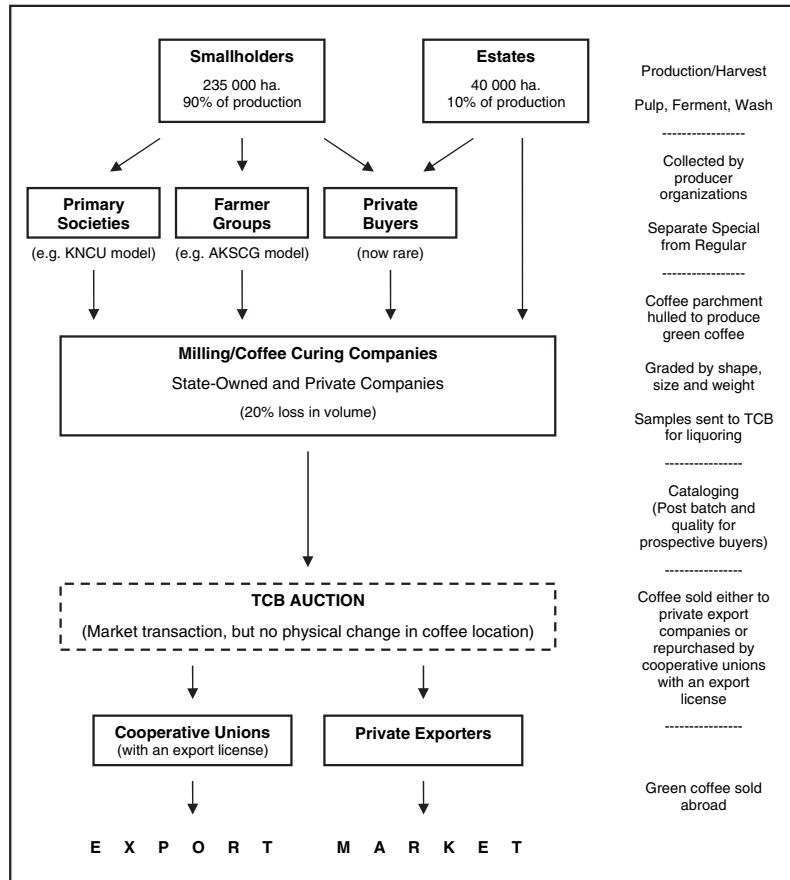 Smallholders
235 000 ha.
90% of production
Estates
40 000 ha.
10% of production
Production/Harvest
Pulp, Ferment, Wash
-----------------
Primary
Societies
(e.g. KNCU model)
Farmer
Groups
(e.g. AKSCG model)
Private
Buyers
(now rare)
Collected by
producer
organizations
Separate Special
from Regular
-----------------
Milling/Coffee Curing Companies
State-Owned and Private Companies
(20% loss in volume)
Coffee parchment
hulled to produce
green coffee
Graded by shape,
size and weight
Samples sent to TCB
for liquoring
----------------
Cataloging
(Post batch and
quality for
prospective buyers)
----------------
TCB AUCTION
(Market transaction, but no physical change in coffee location)
Coffee sold either to
private export
companies or
repurchased by
cooperative unions
with an export
license
----------------
Cooperative Unions
(with an export license)
Private Exporters
Green coffee sold
abroad
E X P O R T M A R K E T